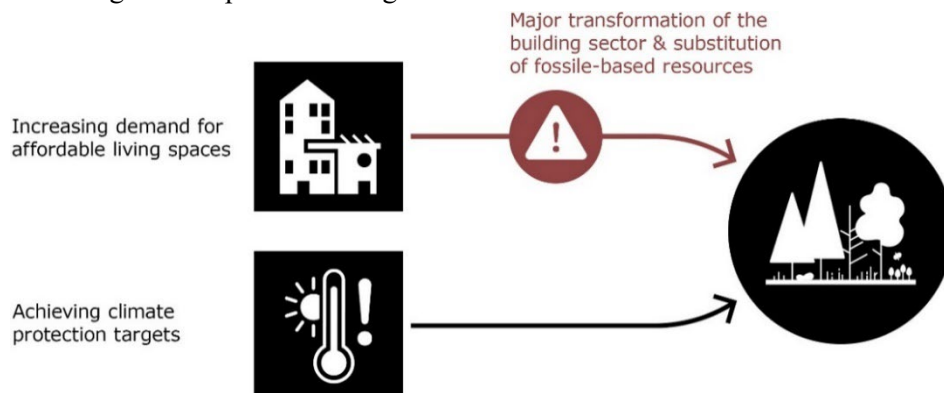 Major transformation of the
building sector & substitution
of fossile-based resources
Increasing demand for
affordable living spaces
Achieving climate
protection targets